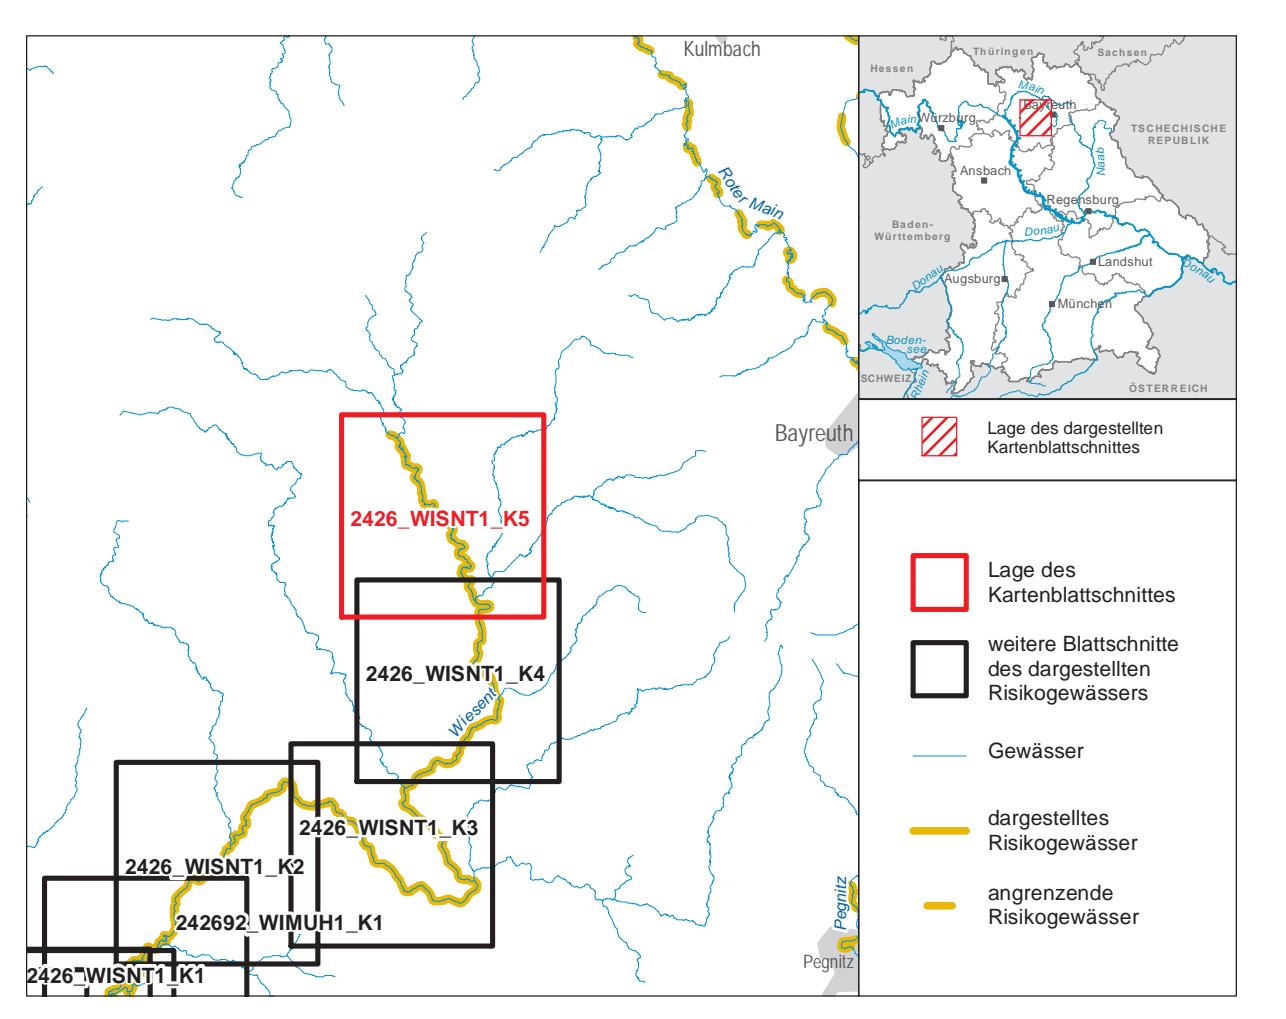 Kulmbach
Roter Main
Bayreuth
2426_WISNT1_K5
2426_WISNT1_K4
Wiesent
2426_WISNT1_K3
2426_WISNT1_K2
242692_WIMUH1_K1
2426_WISNT1_K1
Pegnitz
Pegnitz
Thüringen
Sachsen
Hessen
Main
Bayreuth
Main
Würzburg
TSCHECHISCHE
REPUBLIK
Naab
Ansbach
Regensburg
Baden-
Württemberg
Donau
Landshut
Donau
Donau
Augsburg
München
Boden-
see
SCHWEIZ
Rhein
ÖSTERREICH
Lage des dargestellten
Kartenblattschnittes
Lage des
Kartenblattschnittes
weitere Blattschnitte
des dargestellten
Risikogewässers
Gewässer
dargestelltes
Risikogewässer
angrenzende
Risikogewässer